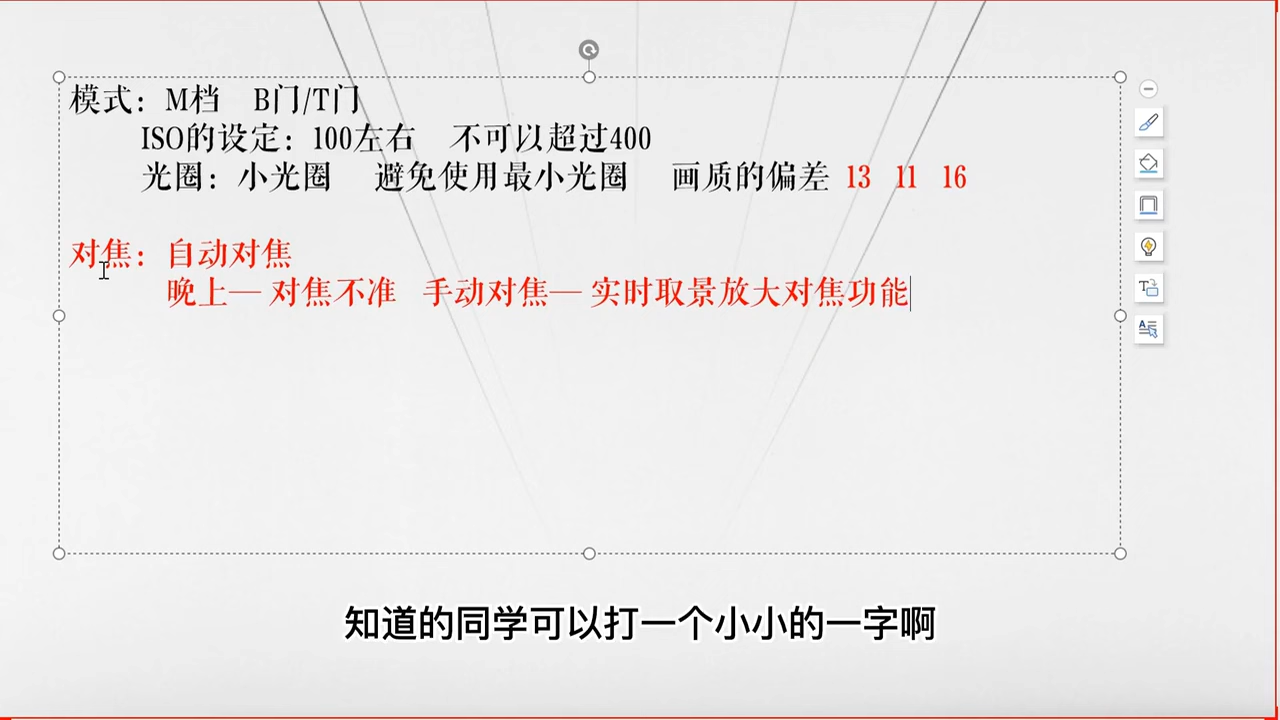 模式：M档 B门/T门
ISO的设定：100左右 不可以超过400
光圈：小光圈 避免使用最小光圈 画质的偏差 13 11 16
对焦：自动对焦
晚上— 对焦不准 手动对焦— 实时取景放大对焦功能
知道的同学可以打一个小小的一字啊